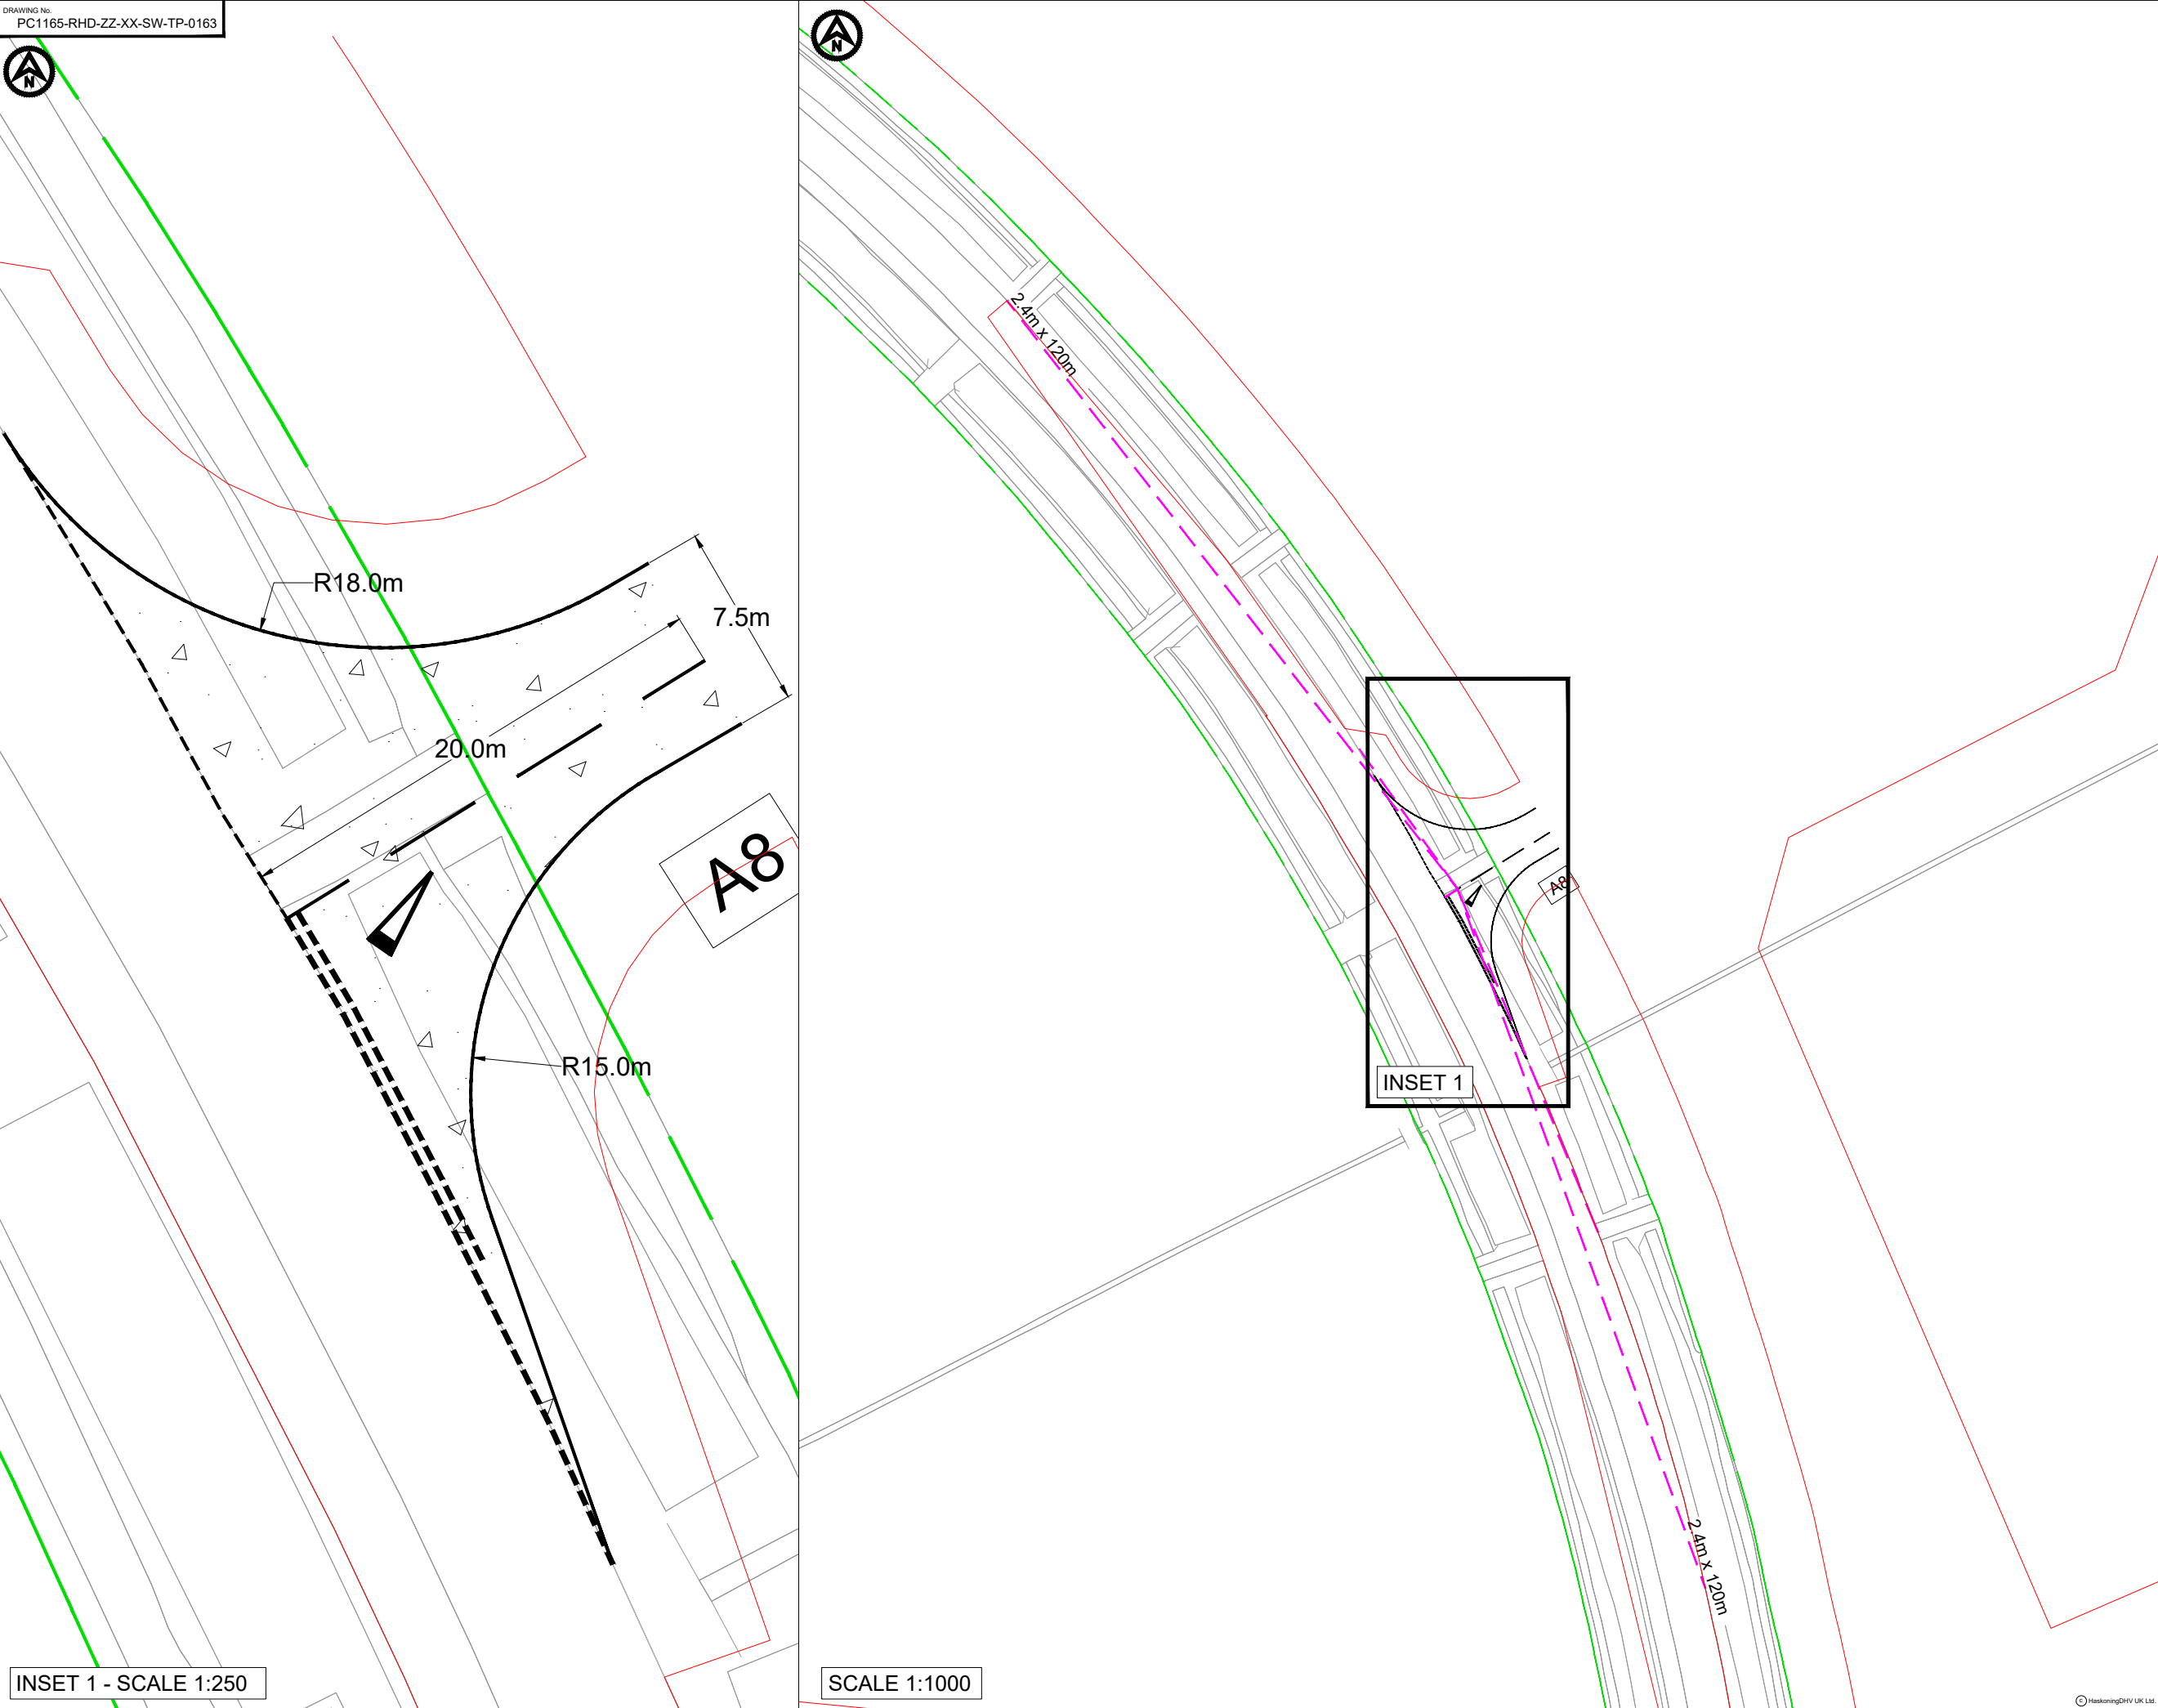 DRAWING No.
PC1165-RHD-ZZ-XX-SW-TP-0163
N
R18.0m
7.5m
20.0m
A8
R15.0m
INSET 1 - SCALE 1:250
N
2.4m x 120m
A8
INSET 1
2.4m x 120m
SCALE 1:1000
© HaskoningDHV UK Ltd.